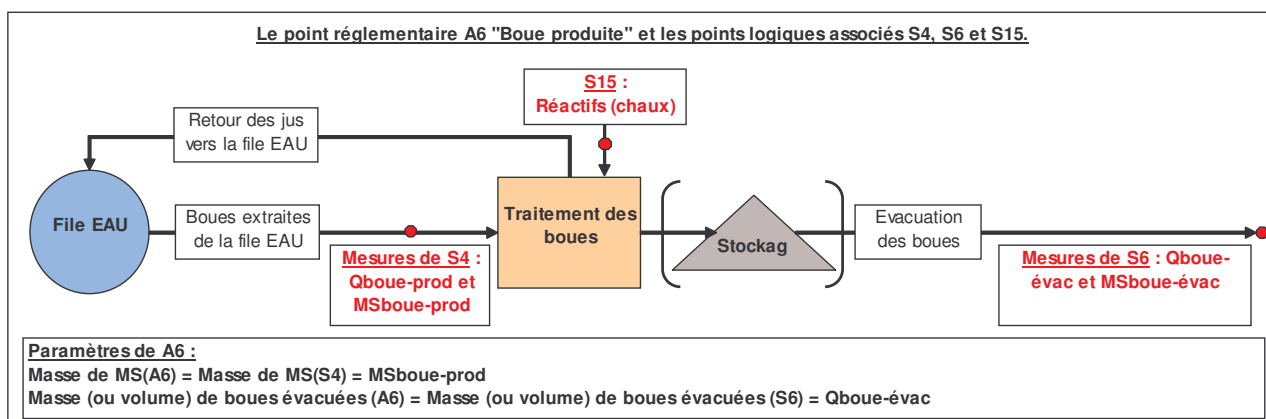 Le point réglementaire A6 "Boue produite" et les points logiques associés S4, S6 et S15.
S15 :
Réactifs (chaux)
Retour des jus
vers la file EAU
File EAU
Boues extraites
de la file EAU
Traitement des
boues
Stockag
Evacuation
des boues
Mesures de S4 :
Qboue-prod et
MSboue-prod
Mesures de S6 : Qboue-
évac et MSboue-évac
Paramètres de A6 :
Masse de MS(A6) = Masse de MS(S4) = MSboue-prod
Masse (ou volume) de boues évacuées (A6) = Masse (ou volume) de boues évacuées (S6) = Qboue-évac